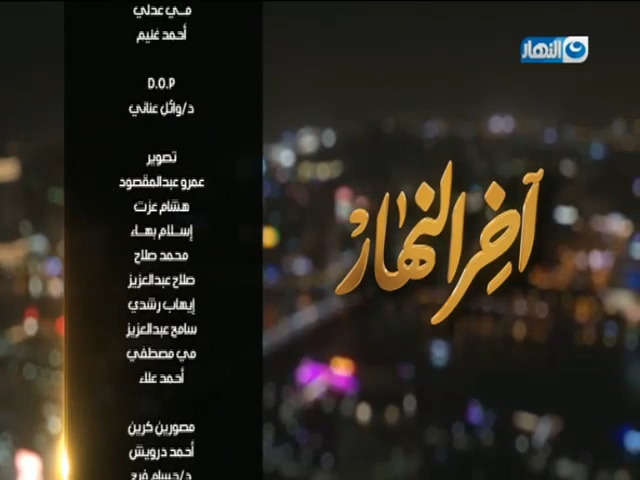 مي عدلي
أحمد غنيم
D.O.P
د/وائل عناني
تصوير
عمرو عبدالمقصود
هشام عزت
إسلام بهاء
محمد صلاح
صلاح عبدالعزيز
إيهاب رشدي
سامح عبدالعزيز
مي مصطفي
أحمد علاء
مصورين كرين
أحمد درويش
د/حسام فرج
النهار
آخر النهار